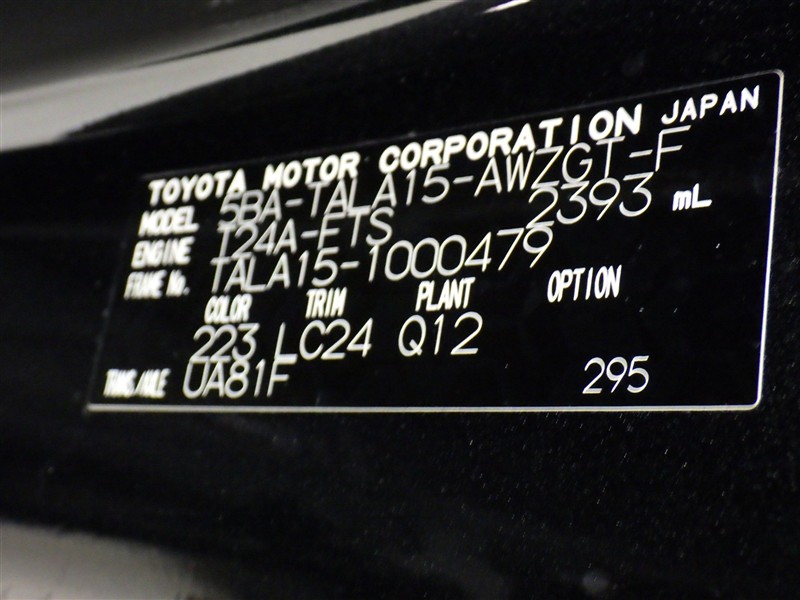 TOYOTA MOTOR CORPORATION JAPAN
MODEL 5BA-TALA15-AWZGT-F
ENGINE T24A-FTS 2393 mL
FRAME No. TALA15-1000479
COLOR TRIM PLANT OPTION
223 LC24 Q12
TRANS/AXLE UA81F 295